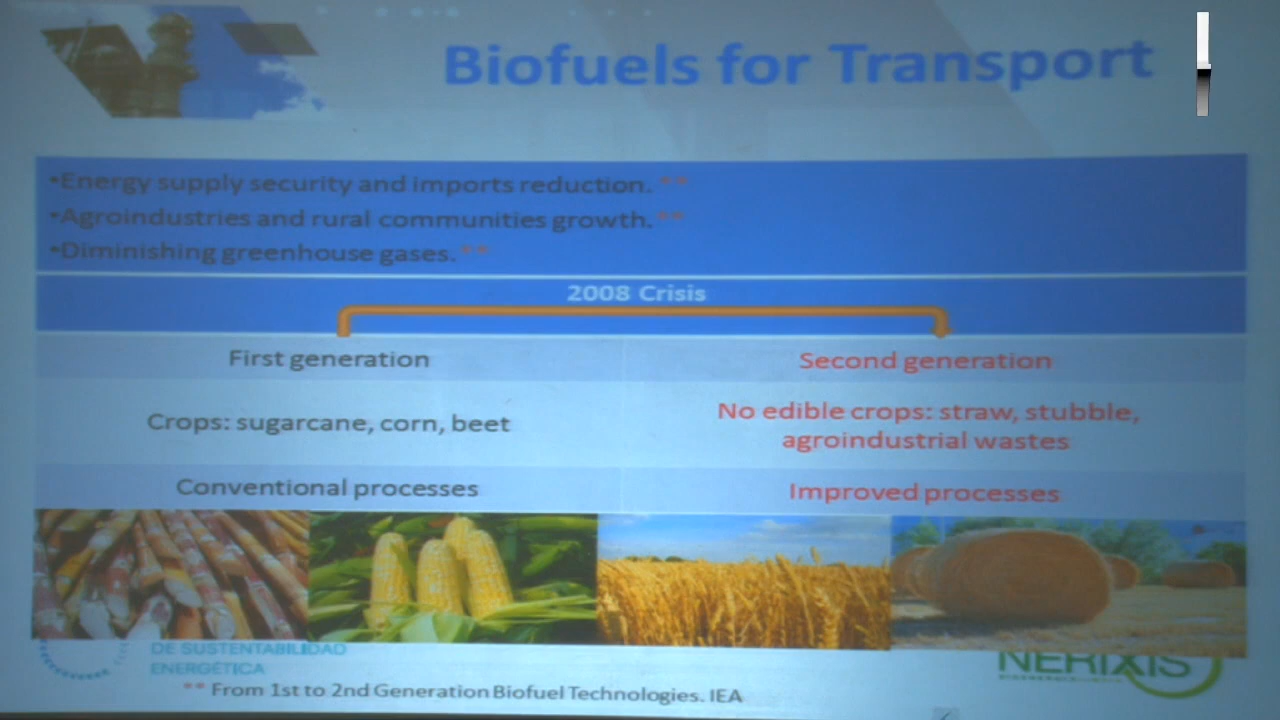 Biofuels for Transport
•Energy supply security and imports reduction. **
•Agroindustries and rural communities growth. **
•Diminishing greenhouse gases. **
2008 Crisis
First generation
Second generation
Crops: sugarcane, corn, beet
No edible crops: straw, stubble,
agroindustrial wastes
Conventional processes
Improved processes
DE SUSTENTABILIDAD
ENERGÉTICA
NERIXIS
** From 1st to 2nd Generation Biofuel Technologies. IEA